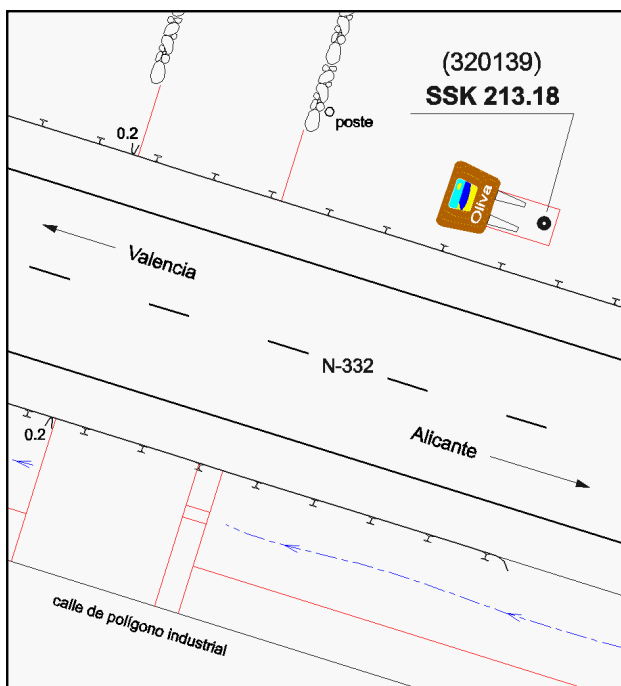 (320139)
SSK 213.18
0.2
poste
Oliva
Valencia
N-332
Alicante
0.2
calle de polígono industrial